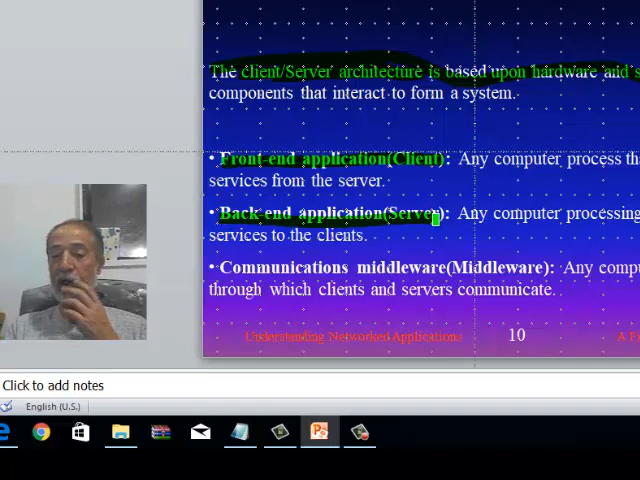 The client/Server architecture is based upon hardware and s
components that interact to form a system.
• Front-end application(Client): Any computer process tha
services from the server.
• Back-end application(Server): Any computer processing
services to the clients.
• Communications middleware(Middleware): Any compu
through which clients and servers communicate.
Understanding Networked Applications 10 A Fi
Click to add notes
English (U.S.)